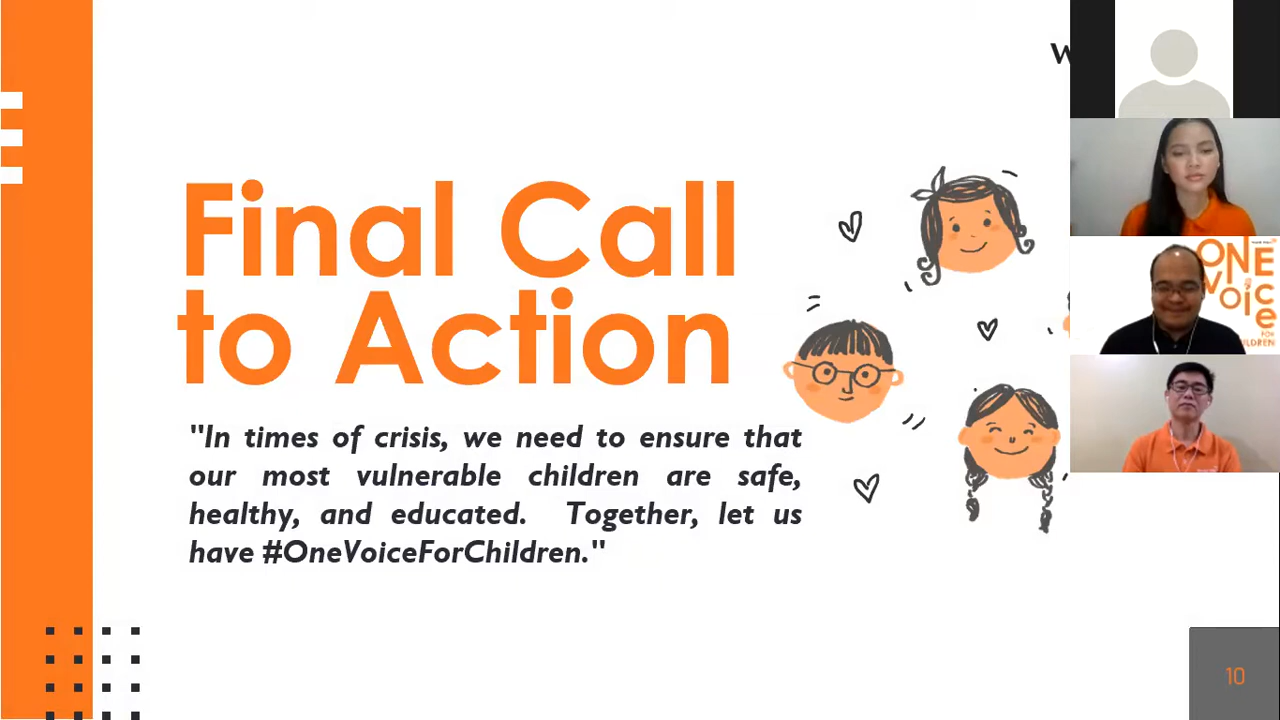 Final Call
to Action
"In times of crisis, we need to ensure that
our most vulnerable children are safe,
healthy, and educated. Together, let us
have #OneVoiceForChildren."
ONE
voice
FOR
10